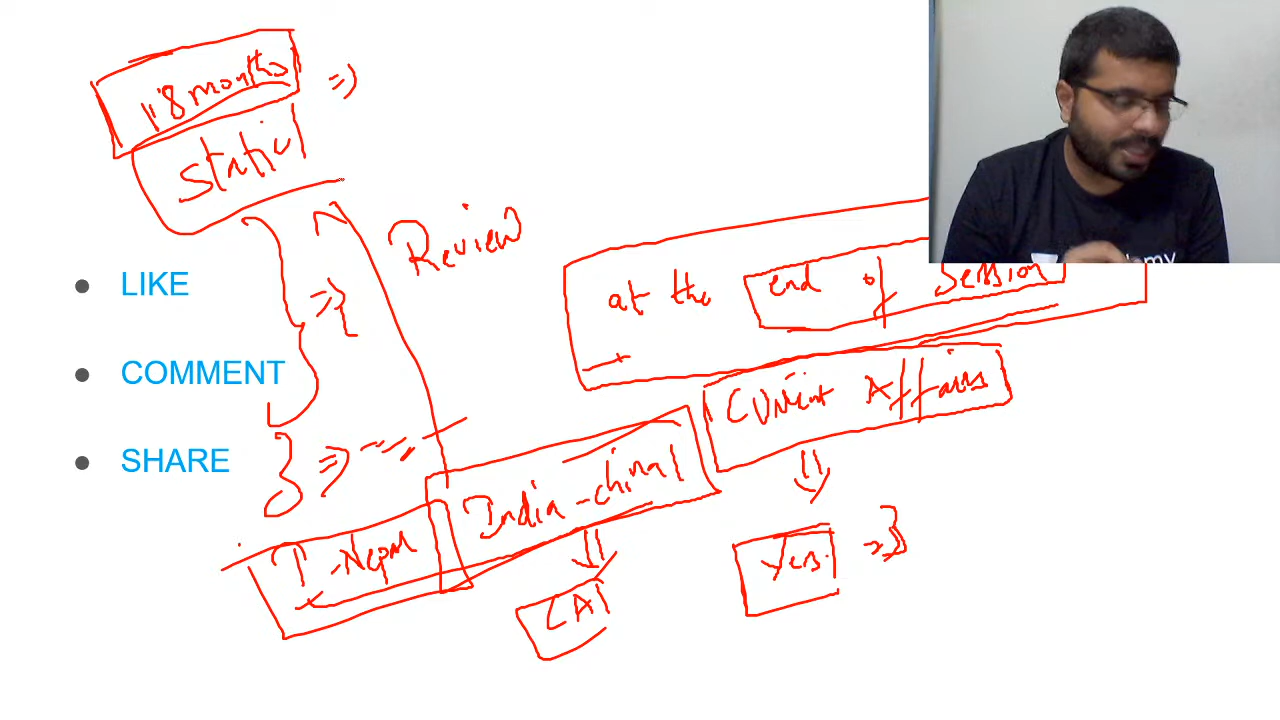 18 months
static
Review
at the end of Session
LIKE
COMMENT
Current Affairs
SHARE
India-china
Nepal
Yes.
CA